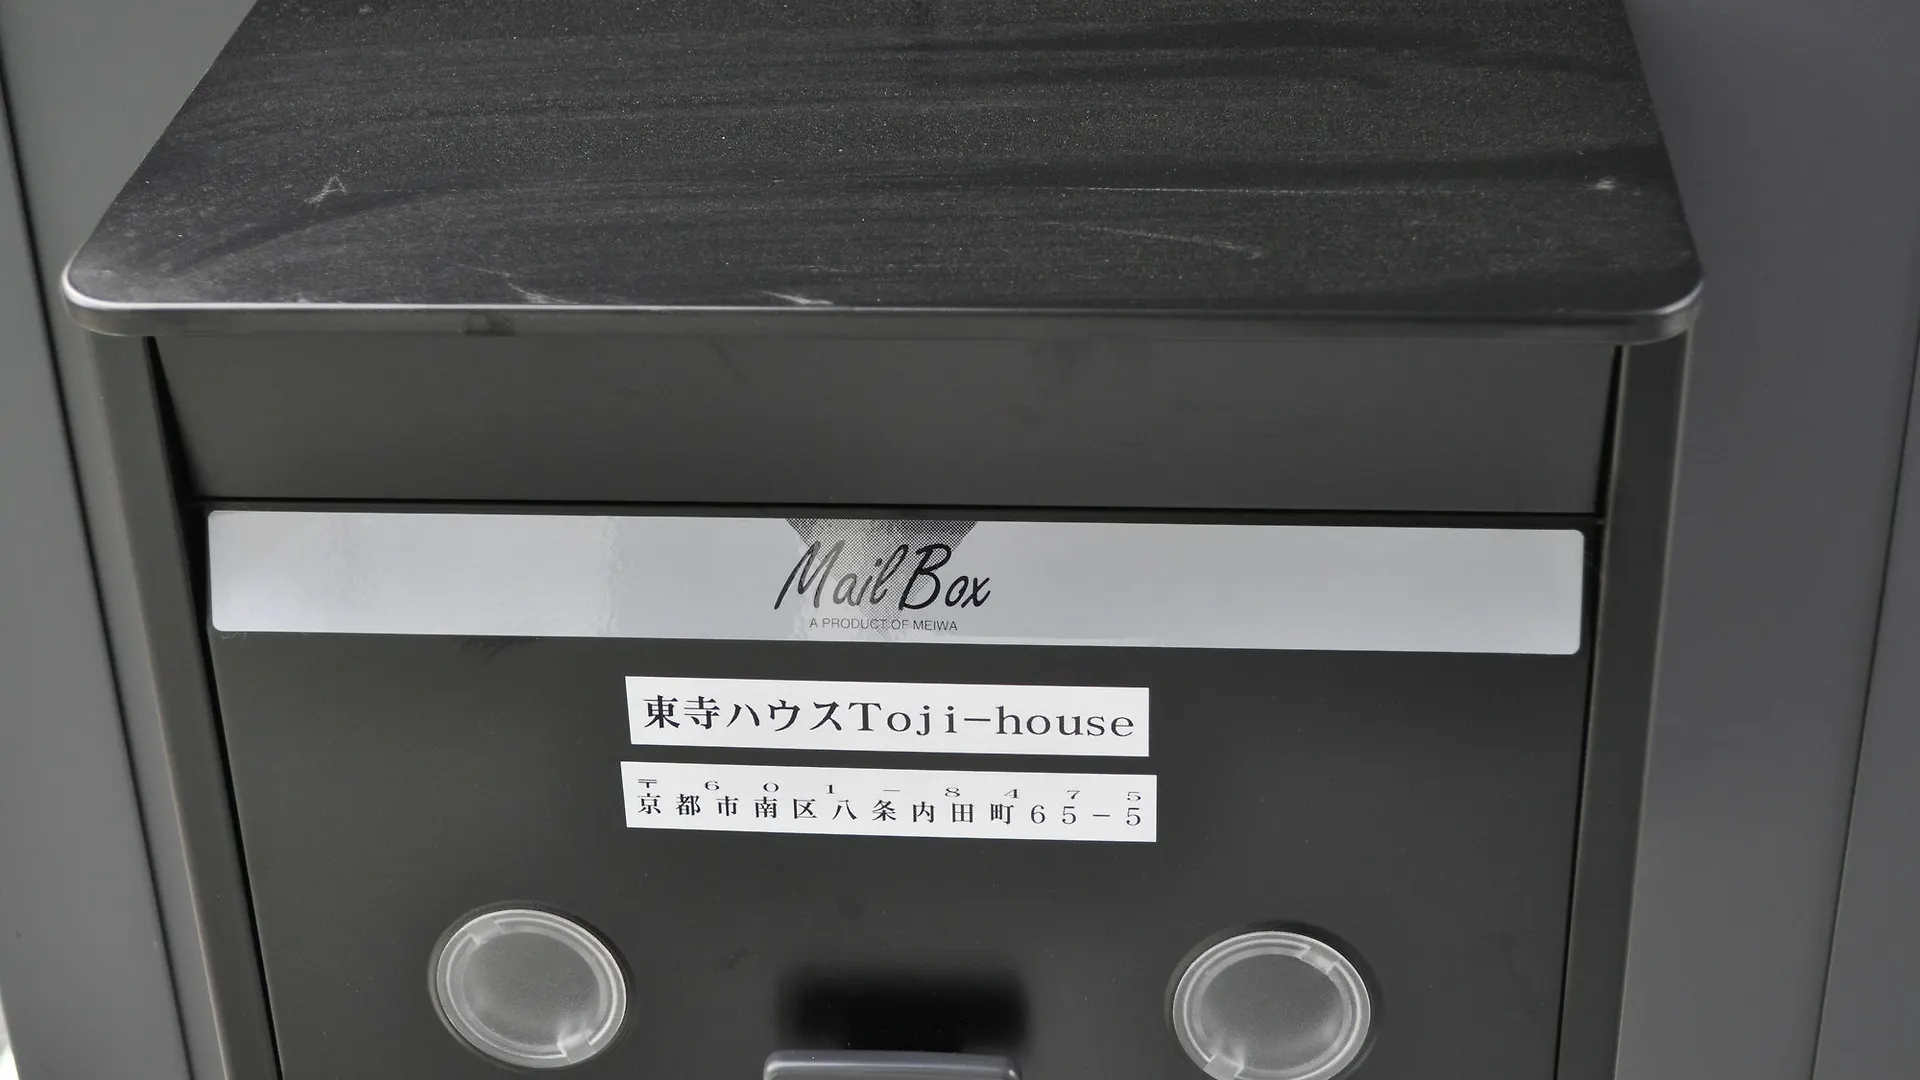 Mail Box
A PRODUCT OF MEIWA
東寺ハウスToji-house
〒601-8475
京都市南区八条内田町65-5